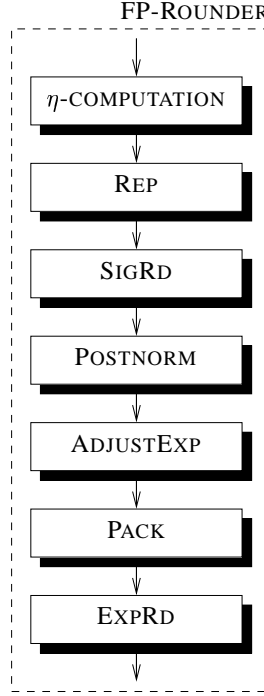 FP-ROUNDER
η-COMPUTATION
REP
SIGRD
POSTNORM
ADJUSTEXP
PACK
EXPRD